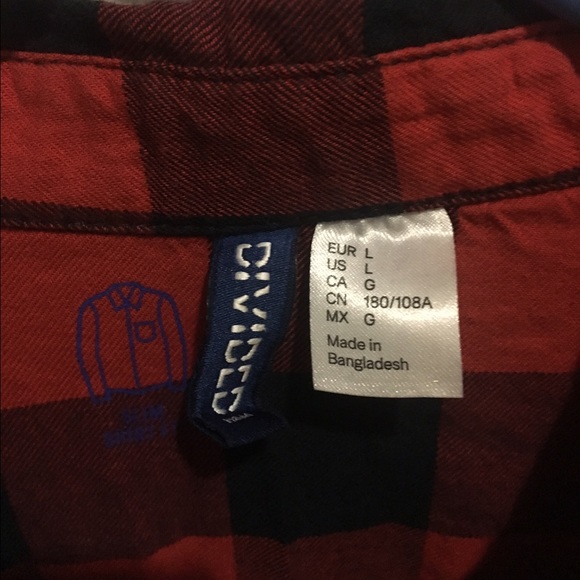 DIVIDED
H&M
EUR L
US L
CA G
CN 180/108A
MX G
Made in
Bangladesh